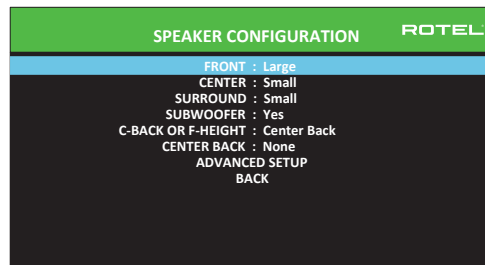 SPEAKER CONFIGURATION
ROTEL
FRONT : Large
CENTER : Small
SURROUND : Small
SUBWOOFER : Yes
C-BACK OR F-HEIGHT : Center Back
CENTER BACK : None
ADVANCED SETUP
BACK